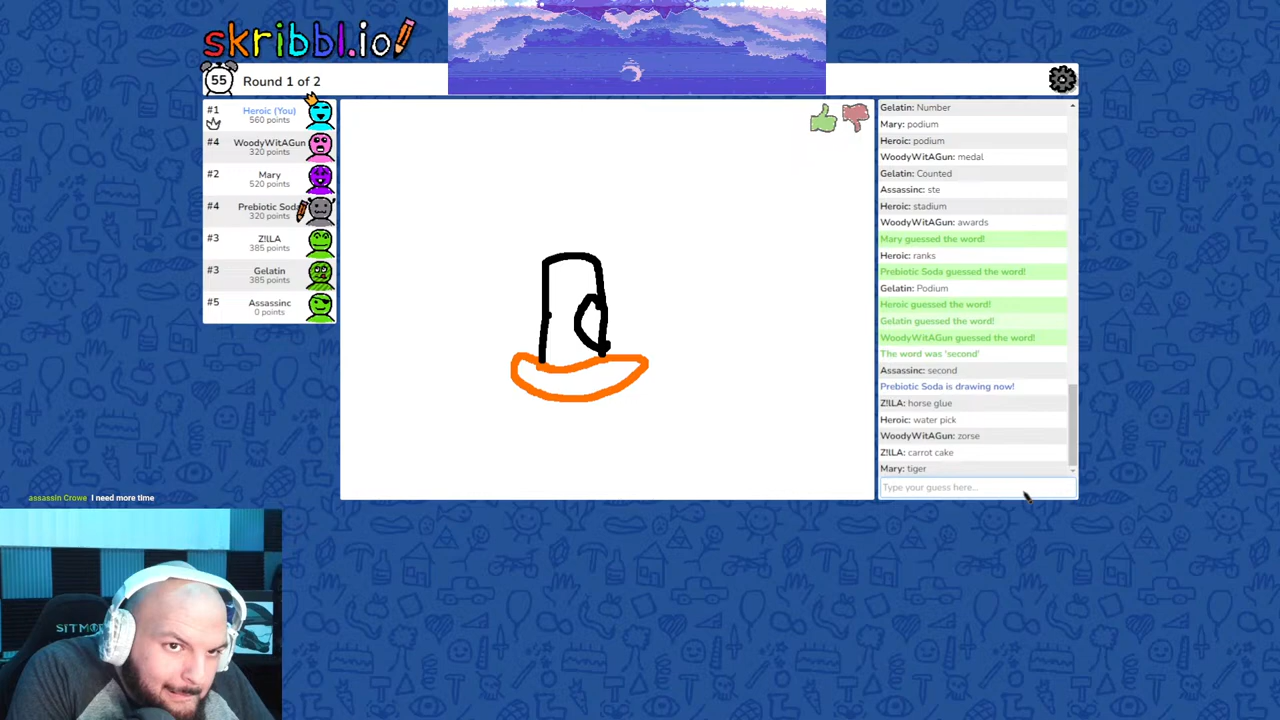 skribbl.io
55
Round 1 of 2
#1
Heroic (You)
560 points
#4
WoodyWitAGun
320 points
#2
Mary
520 points
#4
Prebiotic Soda
320 points
#3
Z!lLA
385 points
#3
Gelatin
385 points
#5
Assassinc
0 points
Gelatin: Number
Mary: podium
Heroic: podium
WoodyWitAGun: medal
Gelatin: Counted
Assassinc: ste
Heroic: stadium
WoodyWitAGun: awards
Mary guessed the word!
Heroic: ranks
Prebiotic Soda guessed the word!
Gelatin: Podium
Heroic guessed the word!
Gelatin guessed the word!
WoodyWitAGun guessed the word!
The word was 'second'
Assassinc: second
Prebiotic Soda is drawing now!
Z!lLA: horse glue
Heroic: water pick
WoodyWitAGun: zorse
Z!lLA: carrot cake
Mary: tiger
Type your guess here...
assassin Crowe I need more time